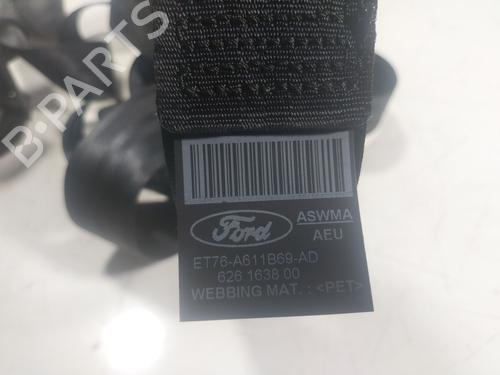 B-PARTS
Ford
ASWMA
AEU
ET76-A611B69-AD
626 1638 00
WEBBING MAT. : <PET>